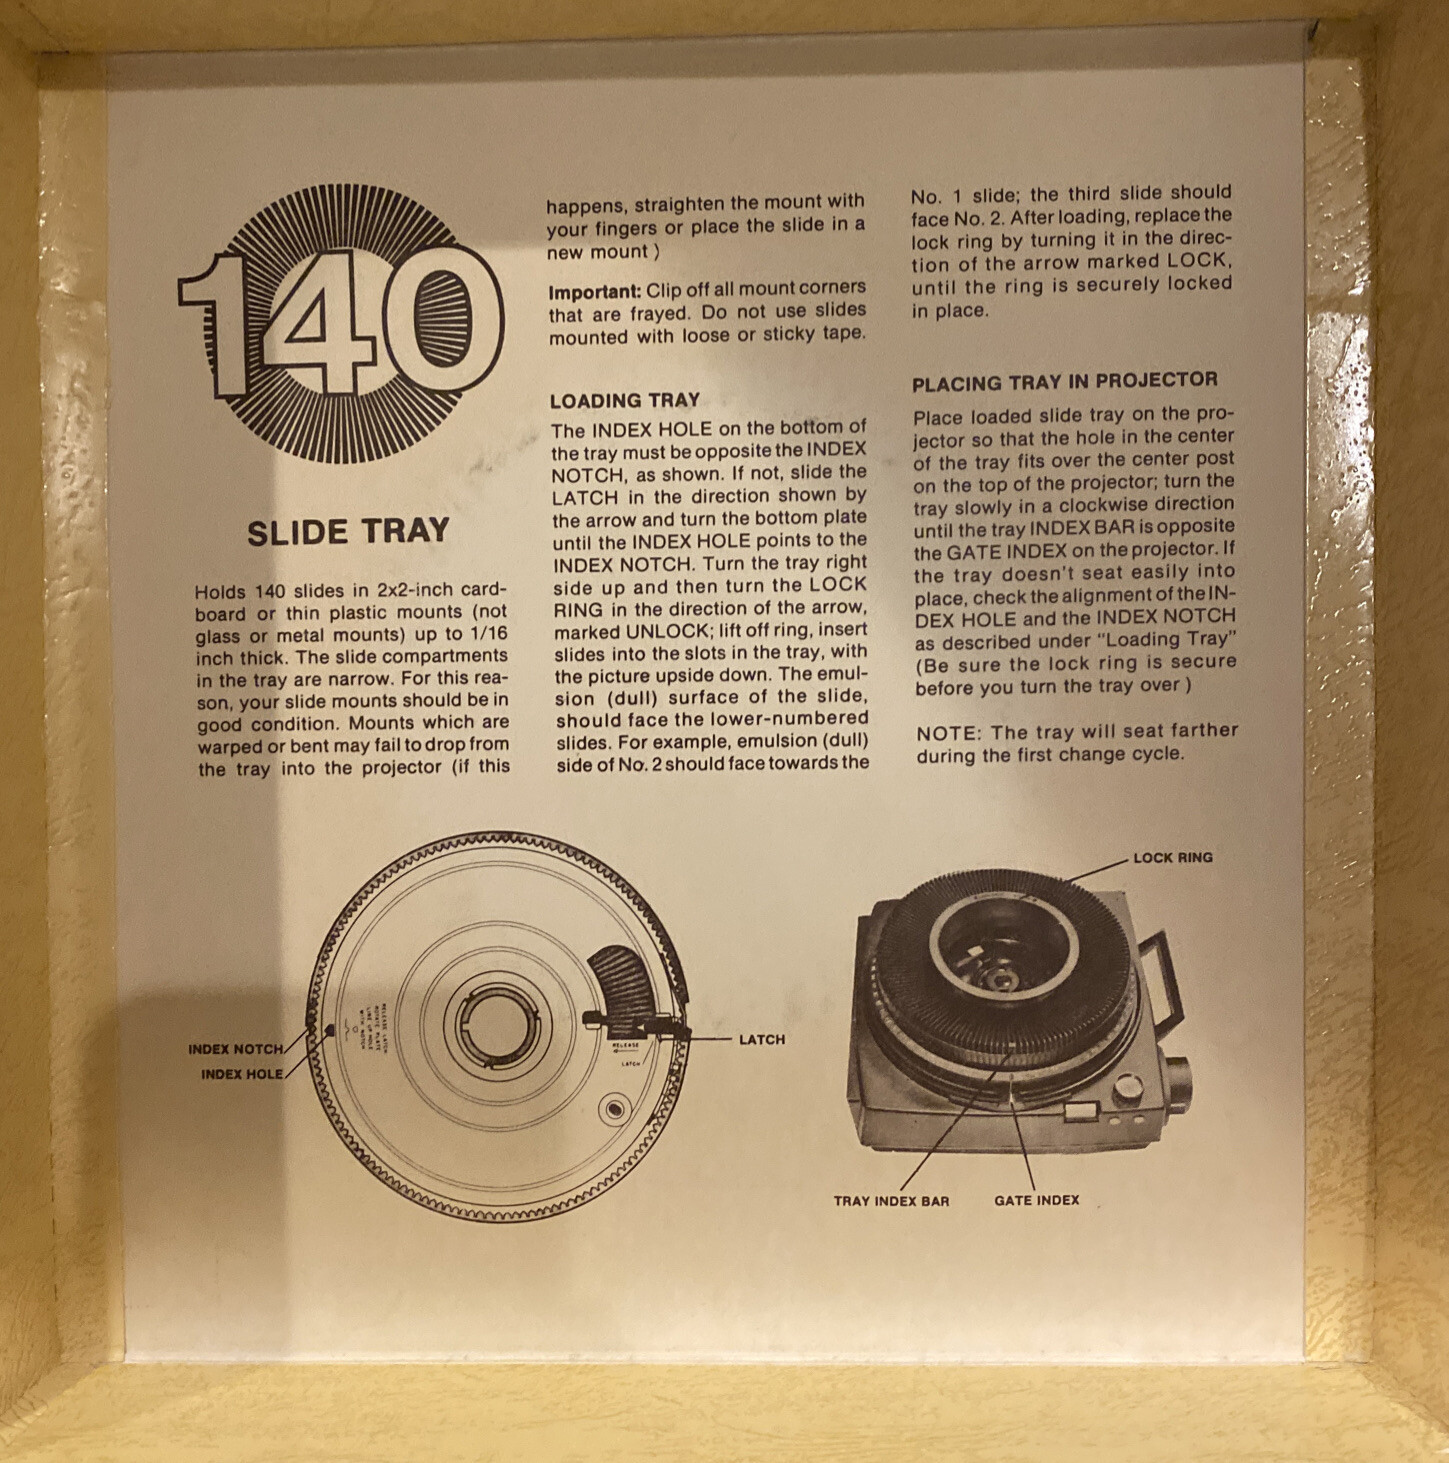 140
SLIDE TRAY
Holds 140 slides in 2x2-inch card-
board or thin plastic mounts (not
glass or metal mounts) up to 1/16
inch thick. The slide compartments
in the tray are narrow. For this rea-
son, your slide mounts should be in
good condition. Mounts which are
warped or bent may fail to drop from
the tray into the projector (if this
happens, straighten the mount with
your fingers or place the slide in a
new mount )
Important: Clip off all mount corners
that are frayed. Do not use slides
mounted with loose or sticky tape.
LOADING TRAY
The INDEX HOLE on the bottom of
the tray must be opposite the INDEX
NOTCH, as shown. If not, slide the
LATCH in the direction shown by
the arrow and turn the bottom plate
until the INDEX HOLE points to the
INDEX NOTCH. Turn the tray right
side up and then turn the LOCK
RING in the direction of the arrow,
marked UNLOCK; lift off ring, insert
slides into the slots in the tray, with
the picture upside down. The emul-
sion (dull) surface of the slide,
should face the lower-numbered
slides. For example, emulsion (dull)
side of No. 2 should face towards the
No. 1 slide; the third slide should
face No. 2. After loading, replace the
lock ring by turning it in the direc-
tion of the arrow marked LOCK,
until the ring is securely locked
in place.
PLACING TRAY IN PROJECTOR
Place loaded slide tray on the pro-
jector so that the hole in the center
of the tray fits over the center post
on the top of the projector; turn the
tray slowly in a clockwise direction
until the tray INDEX BAR is opposite
the GATE INDEX on the projector. If
the tray doesn't seat easily into
place, check the alignment of the IN-
DEX HOLE and the INDEX NOTCH
as described under "Loading Tray"
(Be sure the lock ring is secure
before you turn the tray over )
NOTE: The tray will seat farther
during the first change cycle.
INDEX NOTCH
INDEX HOLE
RELEASE LATCH
ROTATE PLATE
LINE UP HOLE
WITH NOTCH
RELEASE
LATCH
LATCH
LOCK RING
TRAY INDEX BAR
GATE INDEX